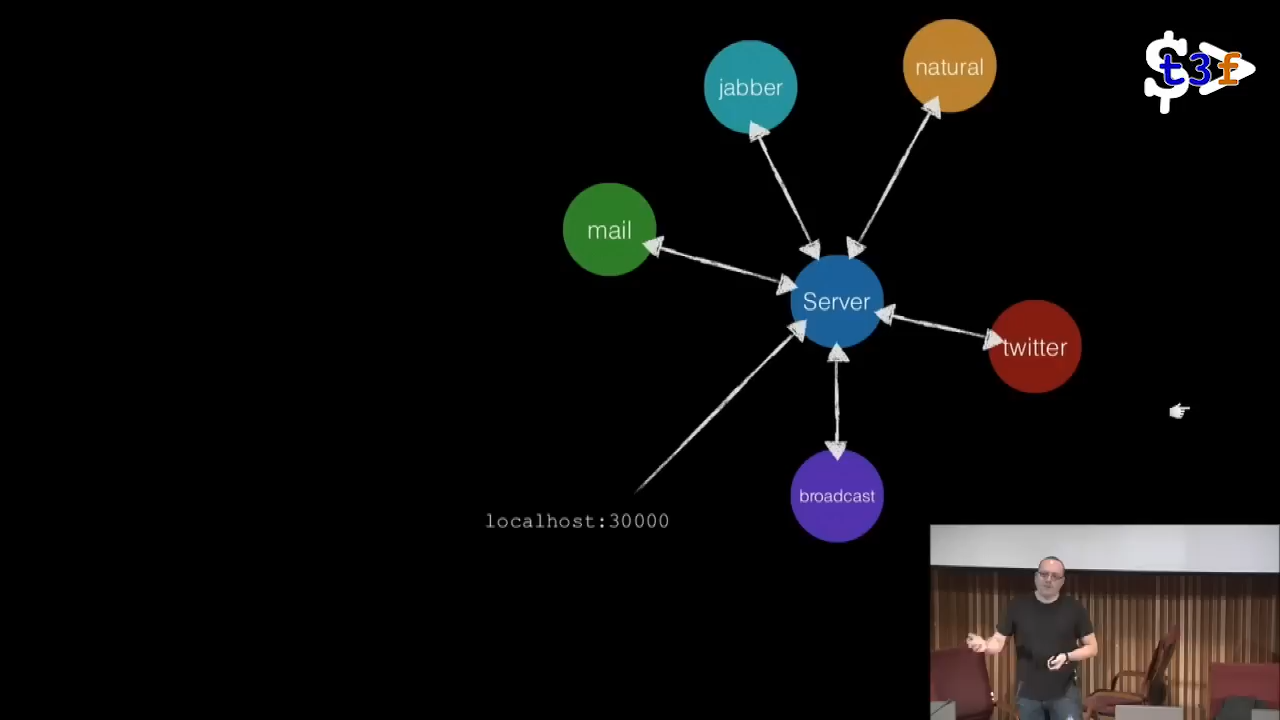 natural
jabber
$t3f>
mail
Server
twitter
broadcast
localhost:30000